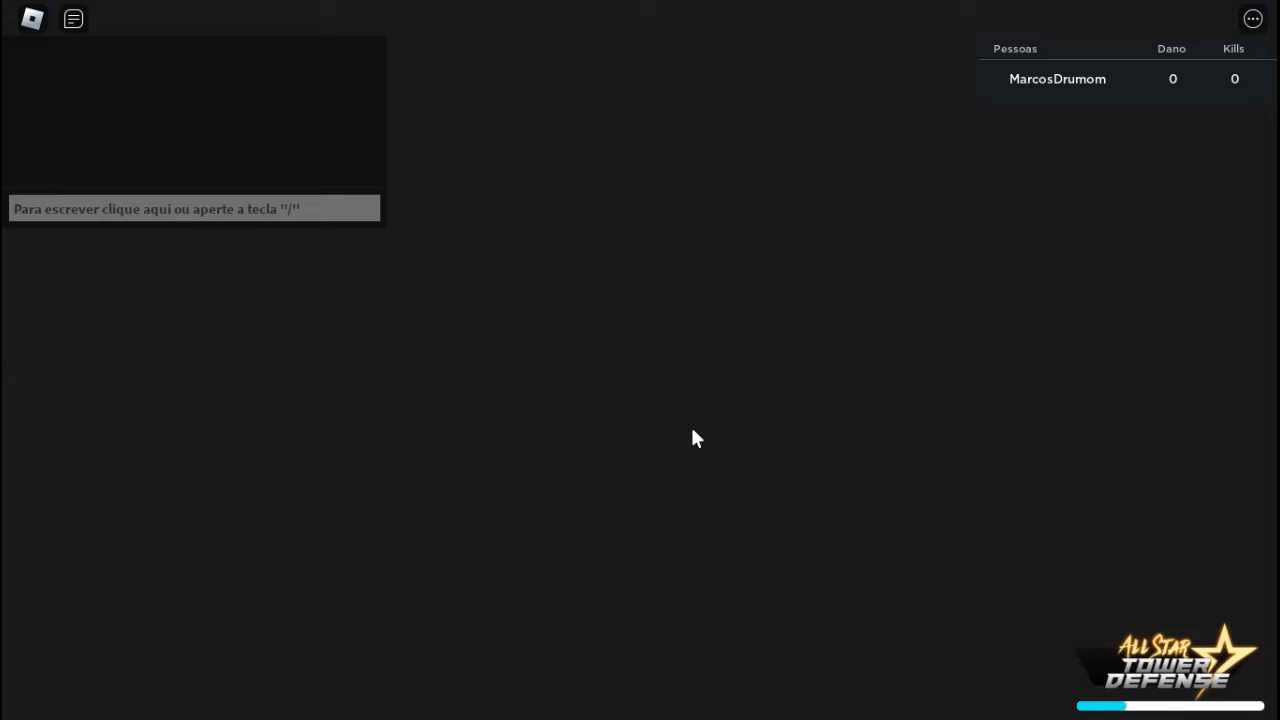 Pessoas Dano Kills
MarcosDrumom 0 0
Para escrever clique aqui ou aperte a tecla "/"
ALL STAR
TOWER
DEFENSE